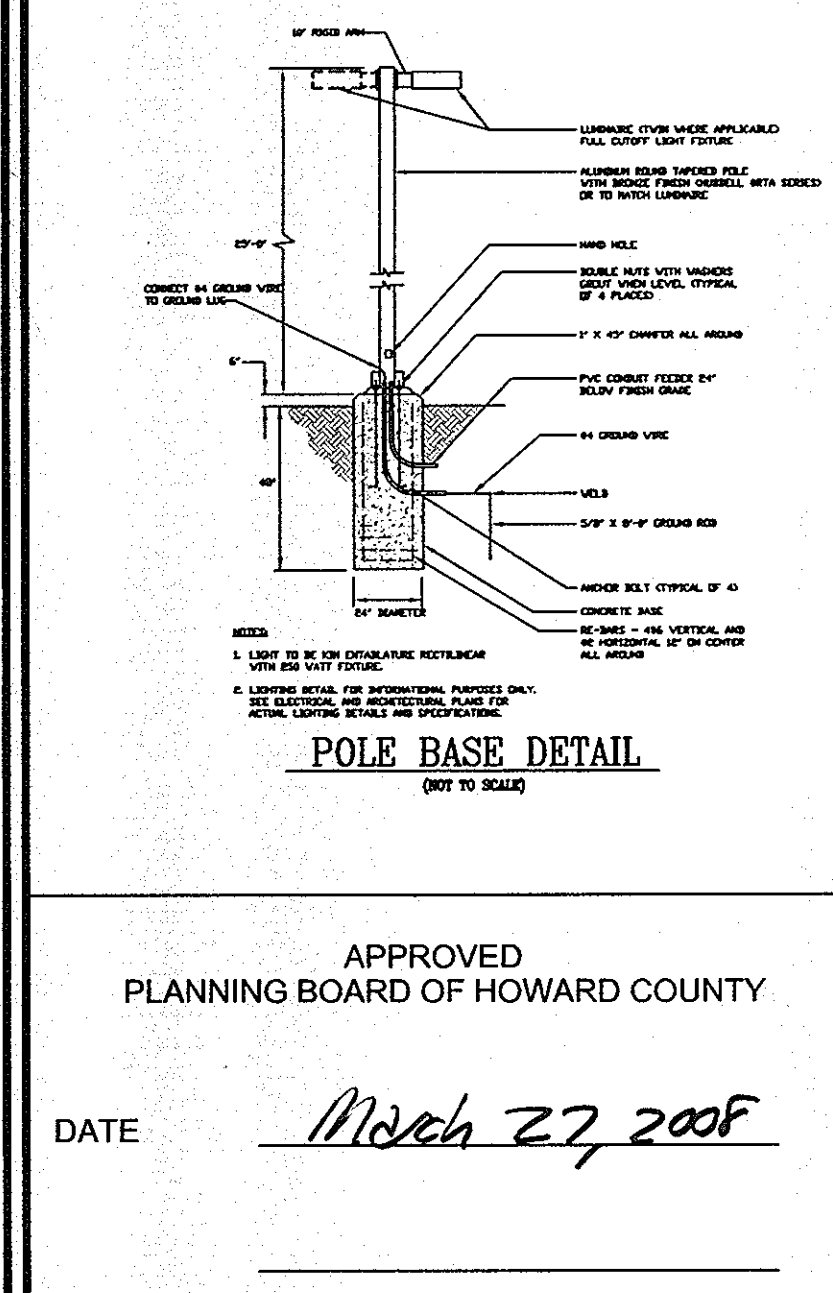 10" RIGID ARM
LUMINAIRE (TWIN WHERE APPLICABLE)
FULL CUTOFF LIGHT FIXTURE
ALUMINUM ROUND TAPERED POLE
WITH BRONZE FINISH (HUBBELL SERIES)
OR TO MATCH LUMINAIRE
HAND HOLE
CONNECT #4 GROUND WIRE
TO GROUND LUG
DOUBLE NUTS WITH WASHERS
GROUT WHEN LEVEL (TYPICAL
OF 4 PLACES)
1" X 45° CHAMFER ALL AROUND
6"
PVC CONDUIT FEEDER 24"
BELOW FINISH GRADE
#4 GROUND WIRE
WELD
5/8" X 8'-0" GROUND ROD
ANCHOR BOLT (TYPICAL OF 4)
24" DIAMETER
CONCRETE BASE
RE-BARS - VERTICAL AND
HORIZONTAL 12" ON CENTER
ALL AROUND
NOTES:
1. LIGHT TO BE KIM ENTABLATURE RECTILINEAR
WITH 250 WATT FIXTURE.
2. LIGHTING DETAIL FOR INFORMATIONAL PURPOSES ONLY.
SEE ELECTRICAL AND ARCHITECTURAL PLANS FOR
ACTUAL LIGHTING DETAILS AND SPECIFICATIONS.
POLE BASE DETAIL
(NOT TO SCALE)
APPROVED
PLANNING BOARD OF HOWARD COUNTY
DATE March 27, 2008